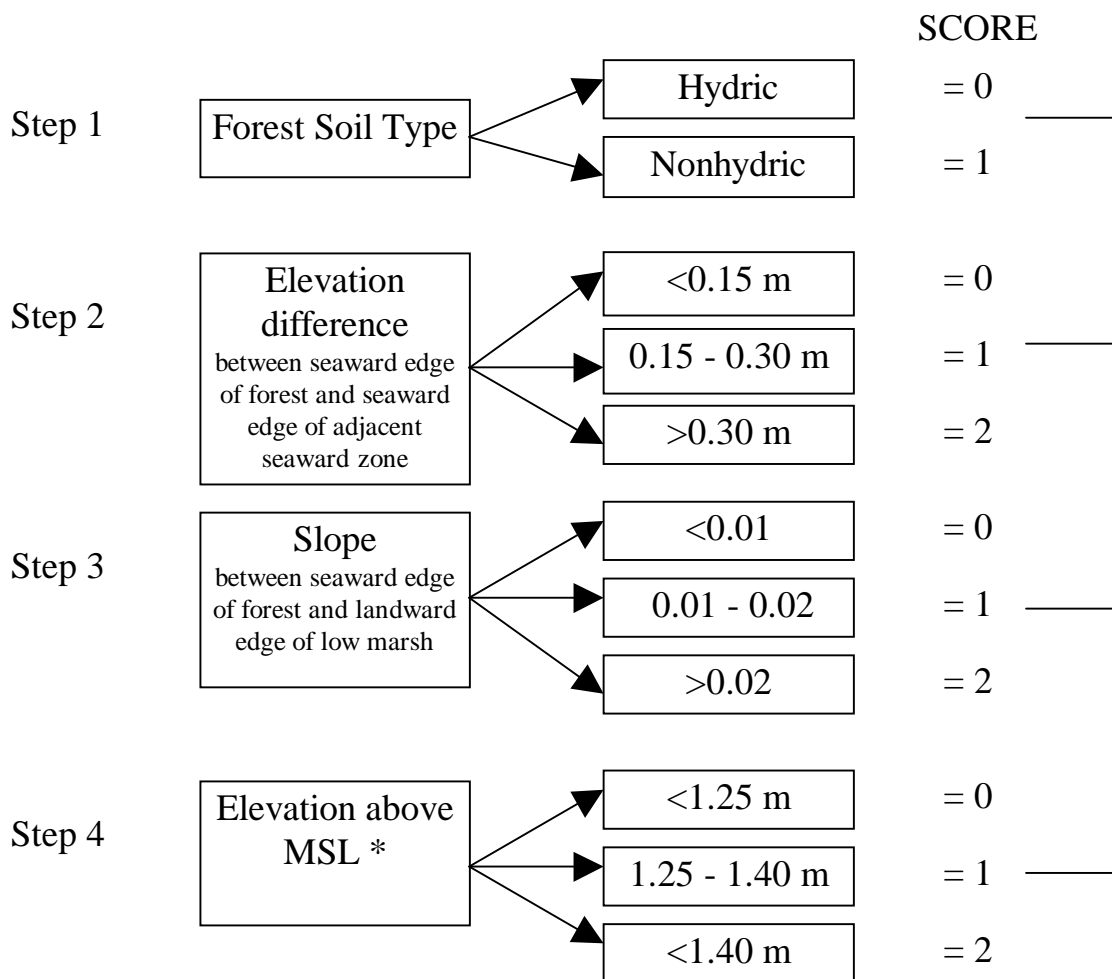 SCORE
Step 1
Forest Soil Type
Hydric
= 0
Nonhydric
= 1
Step 2
Elevation
difference
between seaward edge
of forest and seaward
edge of adjacent
seaward zone
<0.15 m
= 0
0.15 - 0.30 m
= 1
>0.30 m
= 2
Step 3
Slope
between seaward edge
of forest and landward
edge of low marsh
<0.01
= 0
0.01 - 0.02
= 1
>0.02
= 2
Step 4
Elevation above
MSL *
<1.25 m
= 0
1.25 - 1.40 m
= 1
<1.40 m
= 2